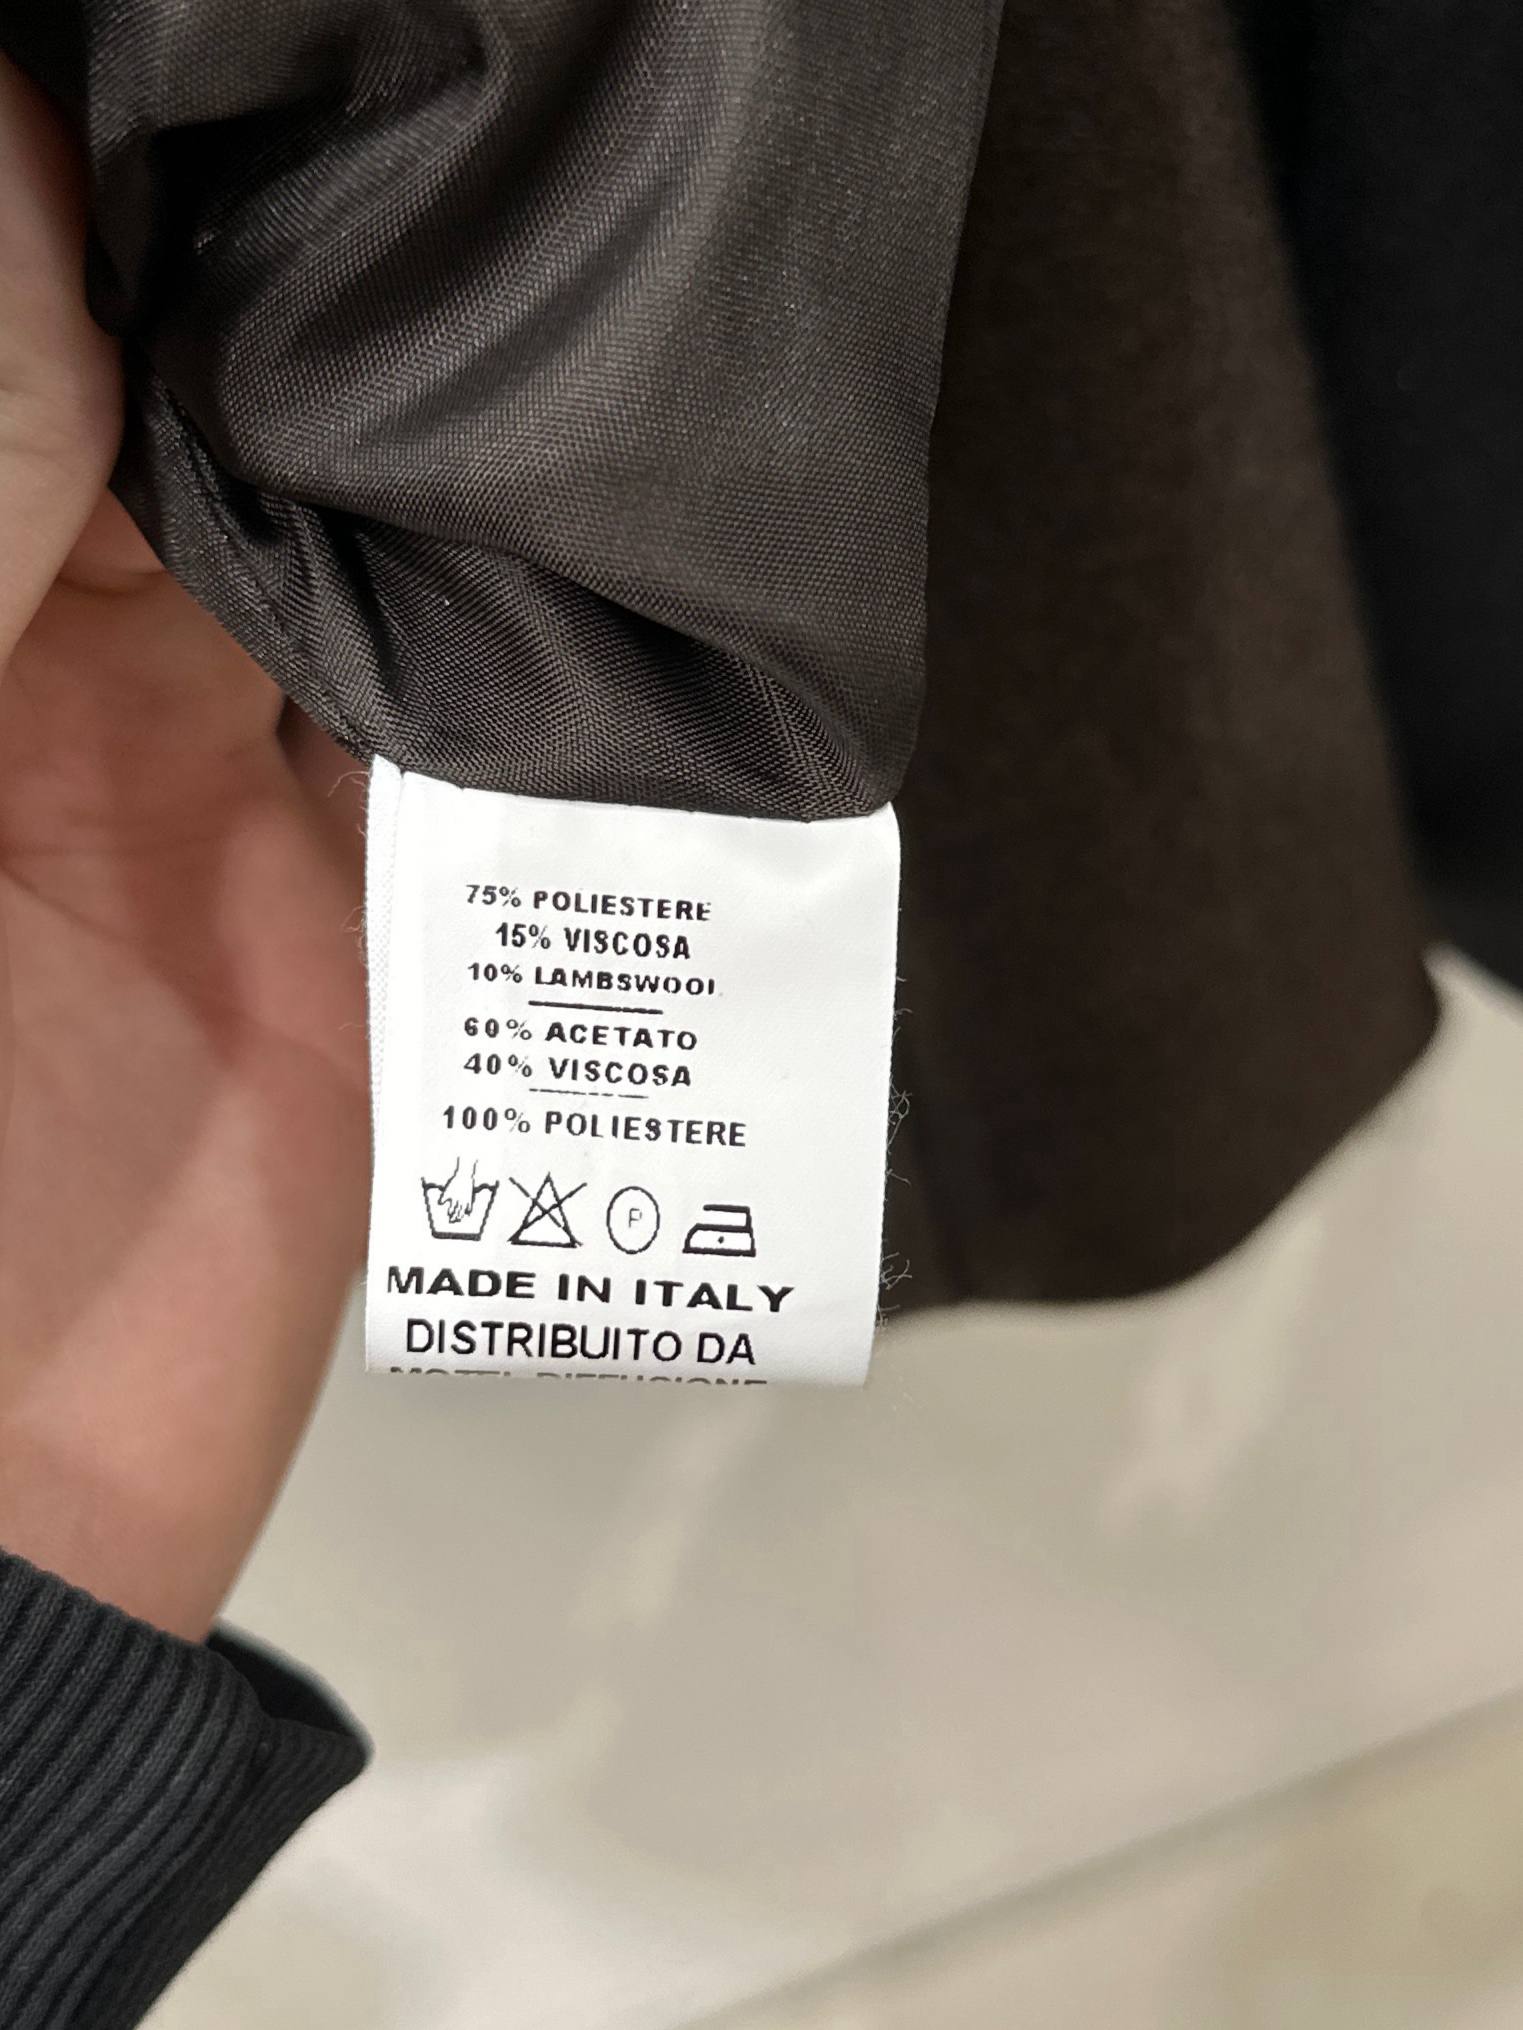 75% POLIESTERE
15% VISCOSA
10% LAMBSWOOL
60% ACETATO
40% VISCOSA
100% POLIESTERE
P
MADE IN ITALY
DISTRIBUITO DA